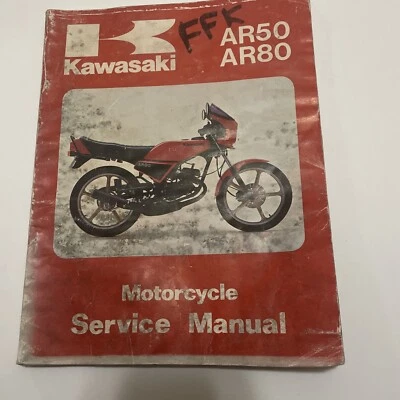 FFK
AR50
Kawasaki
AR80
Motorcycle
Service Manual